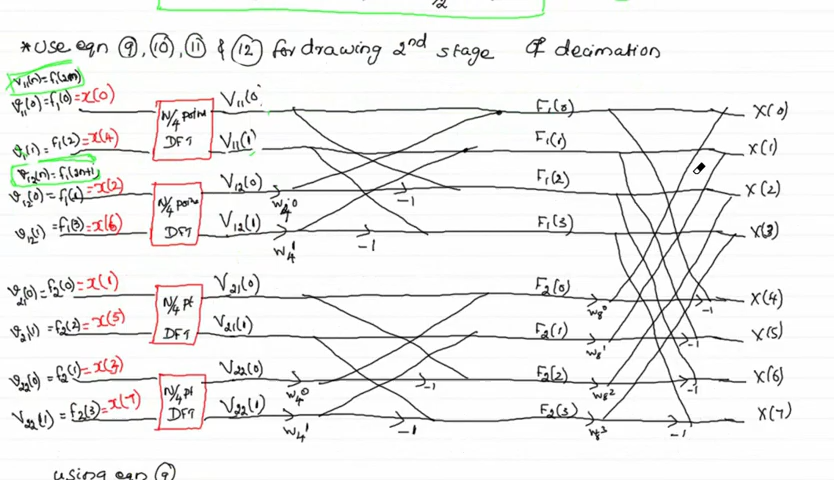 2
*Use eqn (9), (10), (11) & (12) for drawing 2nd stage of decimation
v11(n)=f1(2n)
v11(0)=f1(0)=x(0) N/4 point DFT V11(0) F1(0) X(0)
v11(1)=f1(2)=x(4) V11(1) F1(1) X(1)
v12(n)=f1(2n+1
v12(0)=f1(1)=x(2) N/4 point DFT V12(0) W4^0 -1 F1(2) X(2)
v12(1) f1(3)=x(6) V12(1) W4^1 -1 F1(3) X(3)
v21(0)=f2(0)=x(1) N/4 pt DFT V21(0) F2(0) W8^0 -1 X(4)
v21(1) f2(2)=x(5) V21(1) F2(1) W8^1 -1 X(5)
v22(0)=f2(1)=x(3) N/4 pt DFT V22(0) W4^0 -1 F2(2) W8^2 -1 X(6)
V22(1)=f2(3)=x(7) V22(1) W4^1 -1 F2(3) W8^3 -1 X(7)
using eqn (9)